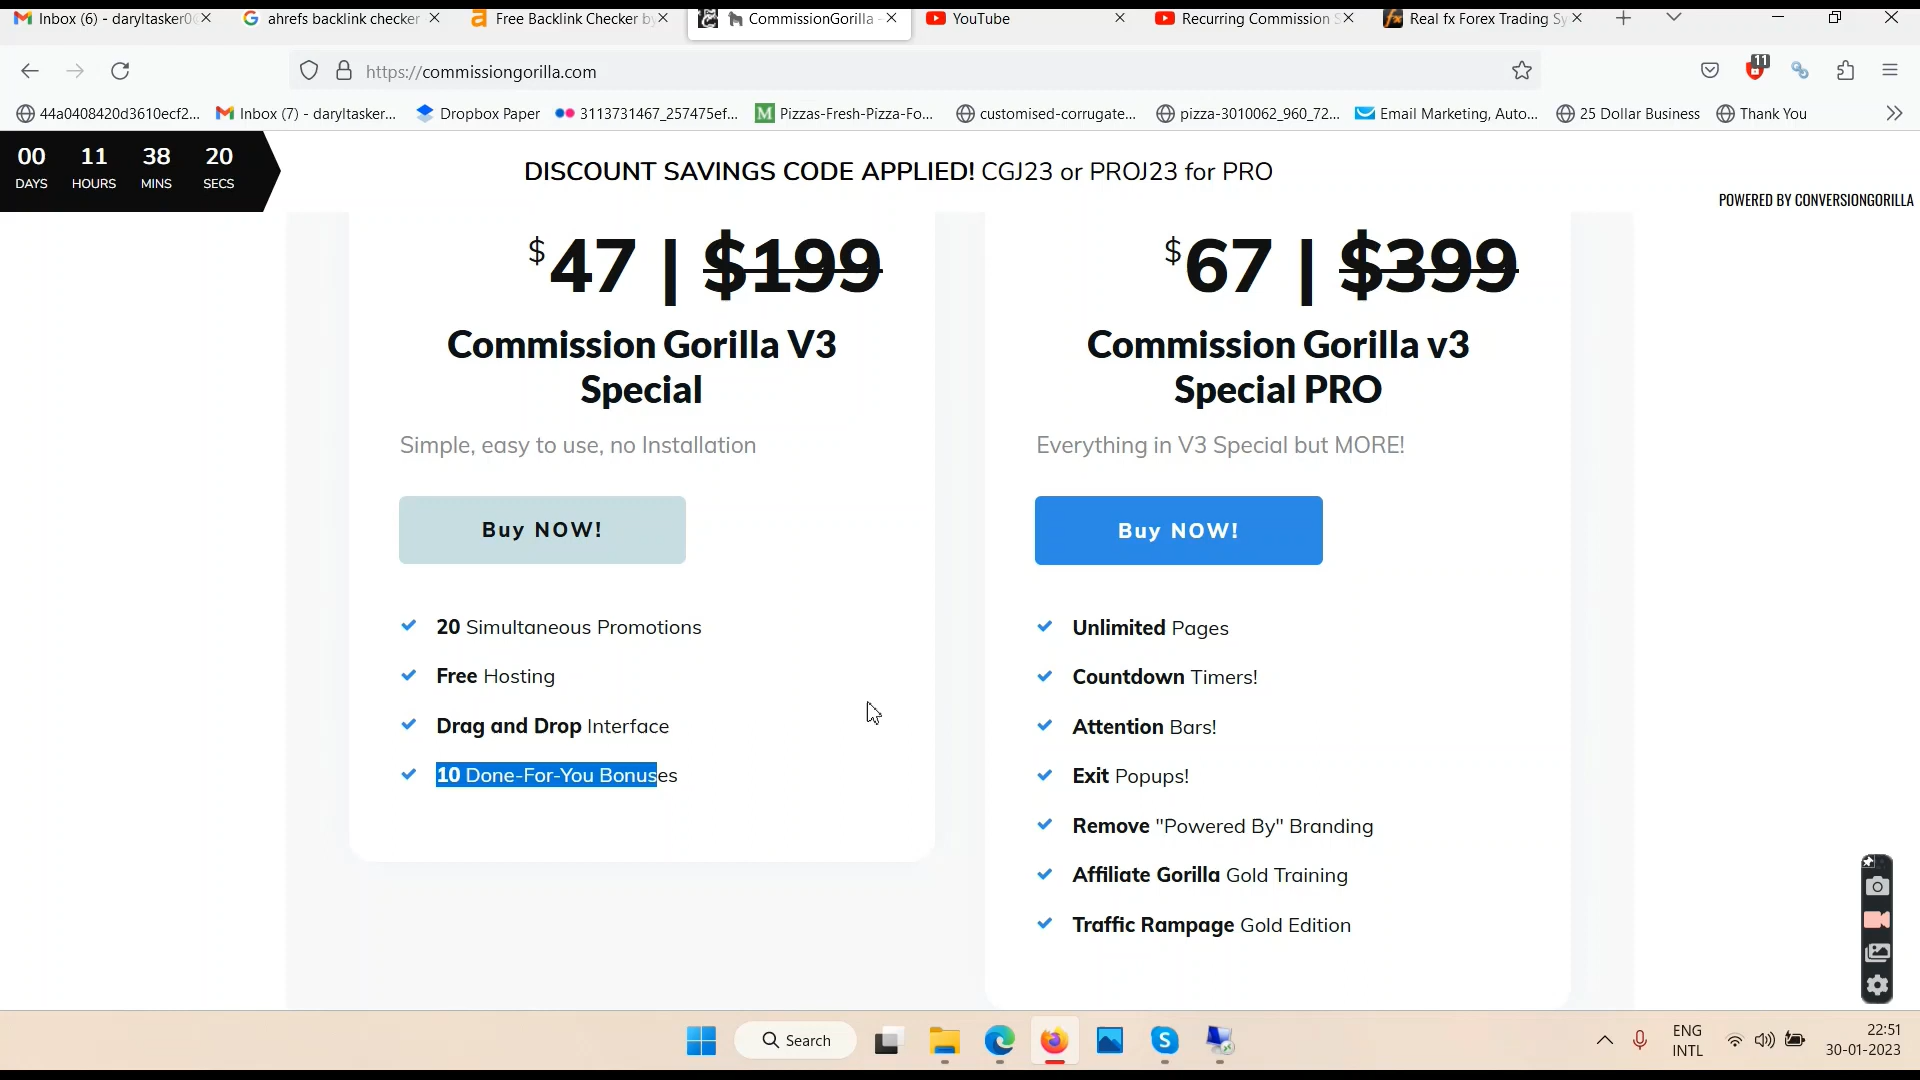 Inbox (6) - daryltasker0
ahrefs backlink checker
Free Backlink Checker by
CommissionGorilla -
YouTube
Recurring Commission S
Real fx Forex Trading Sy
https://commissiongorilla.com
11
44a0408420d3610ecf2...
Inbox (7) - daryltasker...
Dropbox Paper
3113731467_257475ef...
Pizzas-Fresh-Pizza-Fo...
customised-corrugate...
pizza-3010062_960_72...
Email Marketing, Auto...
25 Dollar Business
Thank You
00 11 38 20
DAYS HOURS MINS SECS
DISCOUNT SAVINGS CODE APPLIED! CGJ23 or PROJ23 for PRO
POWERED BY CONVERSIONGORILLA
$47 | $199
Commission Gorilla V3
Special
Simple, easy to use, no Installation
Buy NOW!
20 Simultaneous Promotions
Free Hosting
Drag and Drop Interface
10 Done-For-You Bonuses
$67 | $399
Commission Gorilla v3
Special PRO
Everything in V3 Special but MORE!
Buy NOW!
Unlimited Pages
Countdown Timers!
Attention Bars!
Exit Popups!
Remove "Powered By" Branding
Affiliate Gorilla Gold Training
Traffic Rampage Gold Edition
Search
ENG
INTL
22:51
30-01-2023